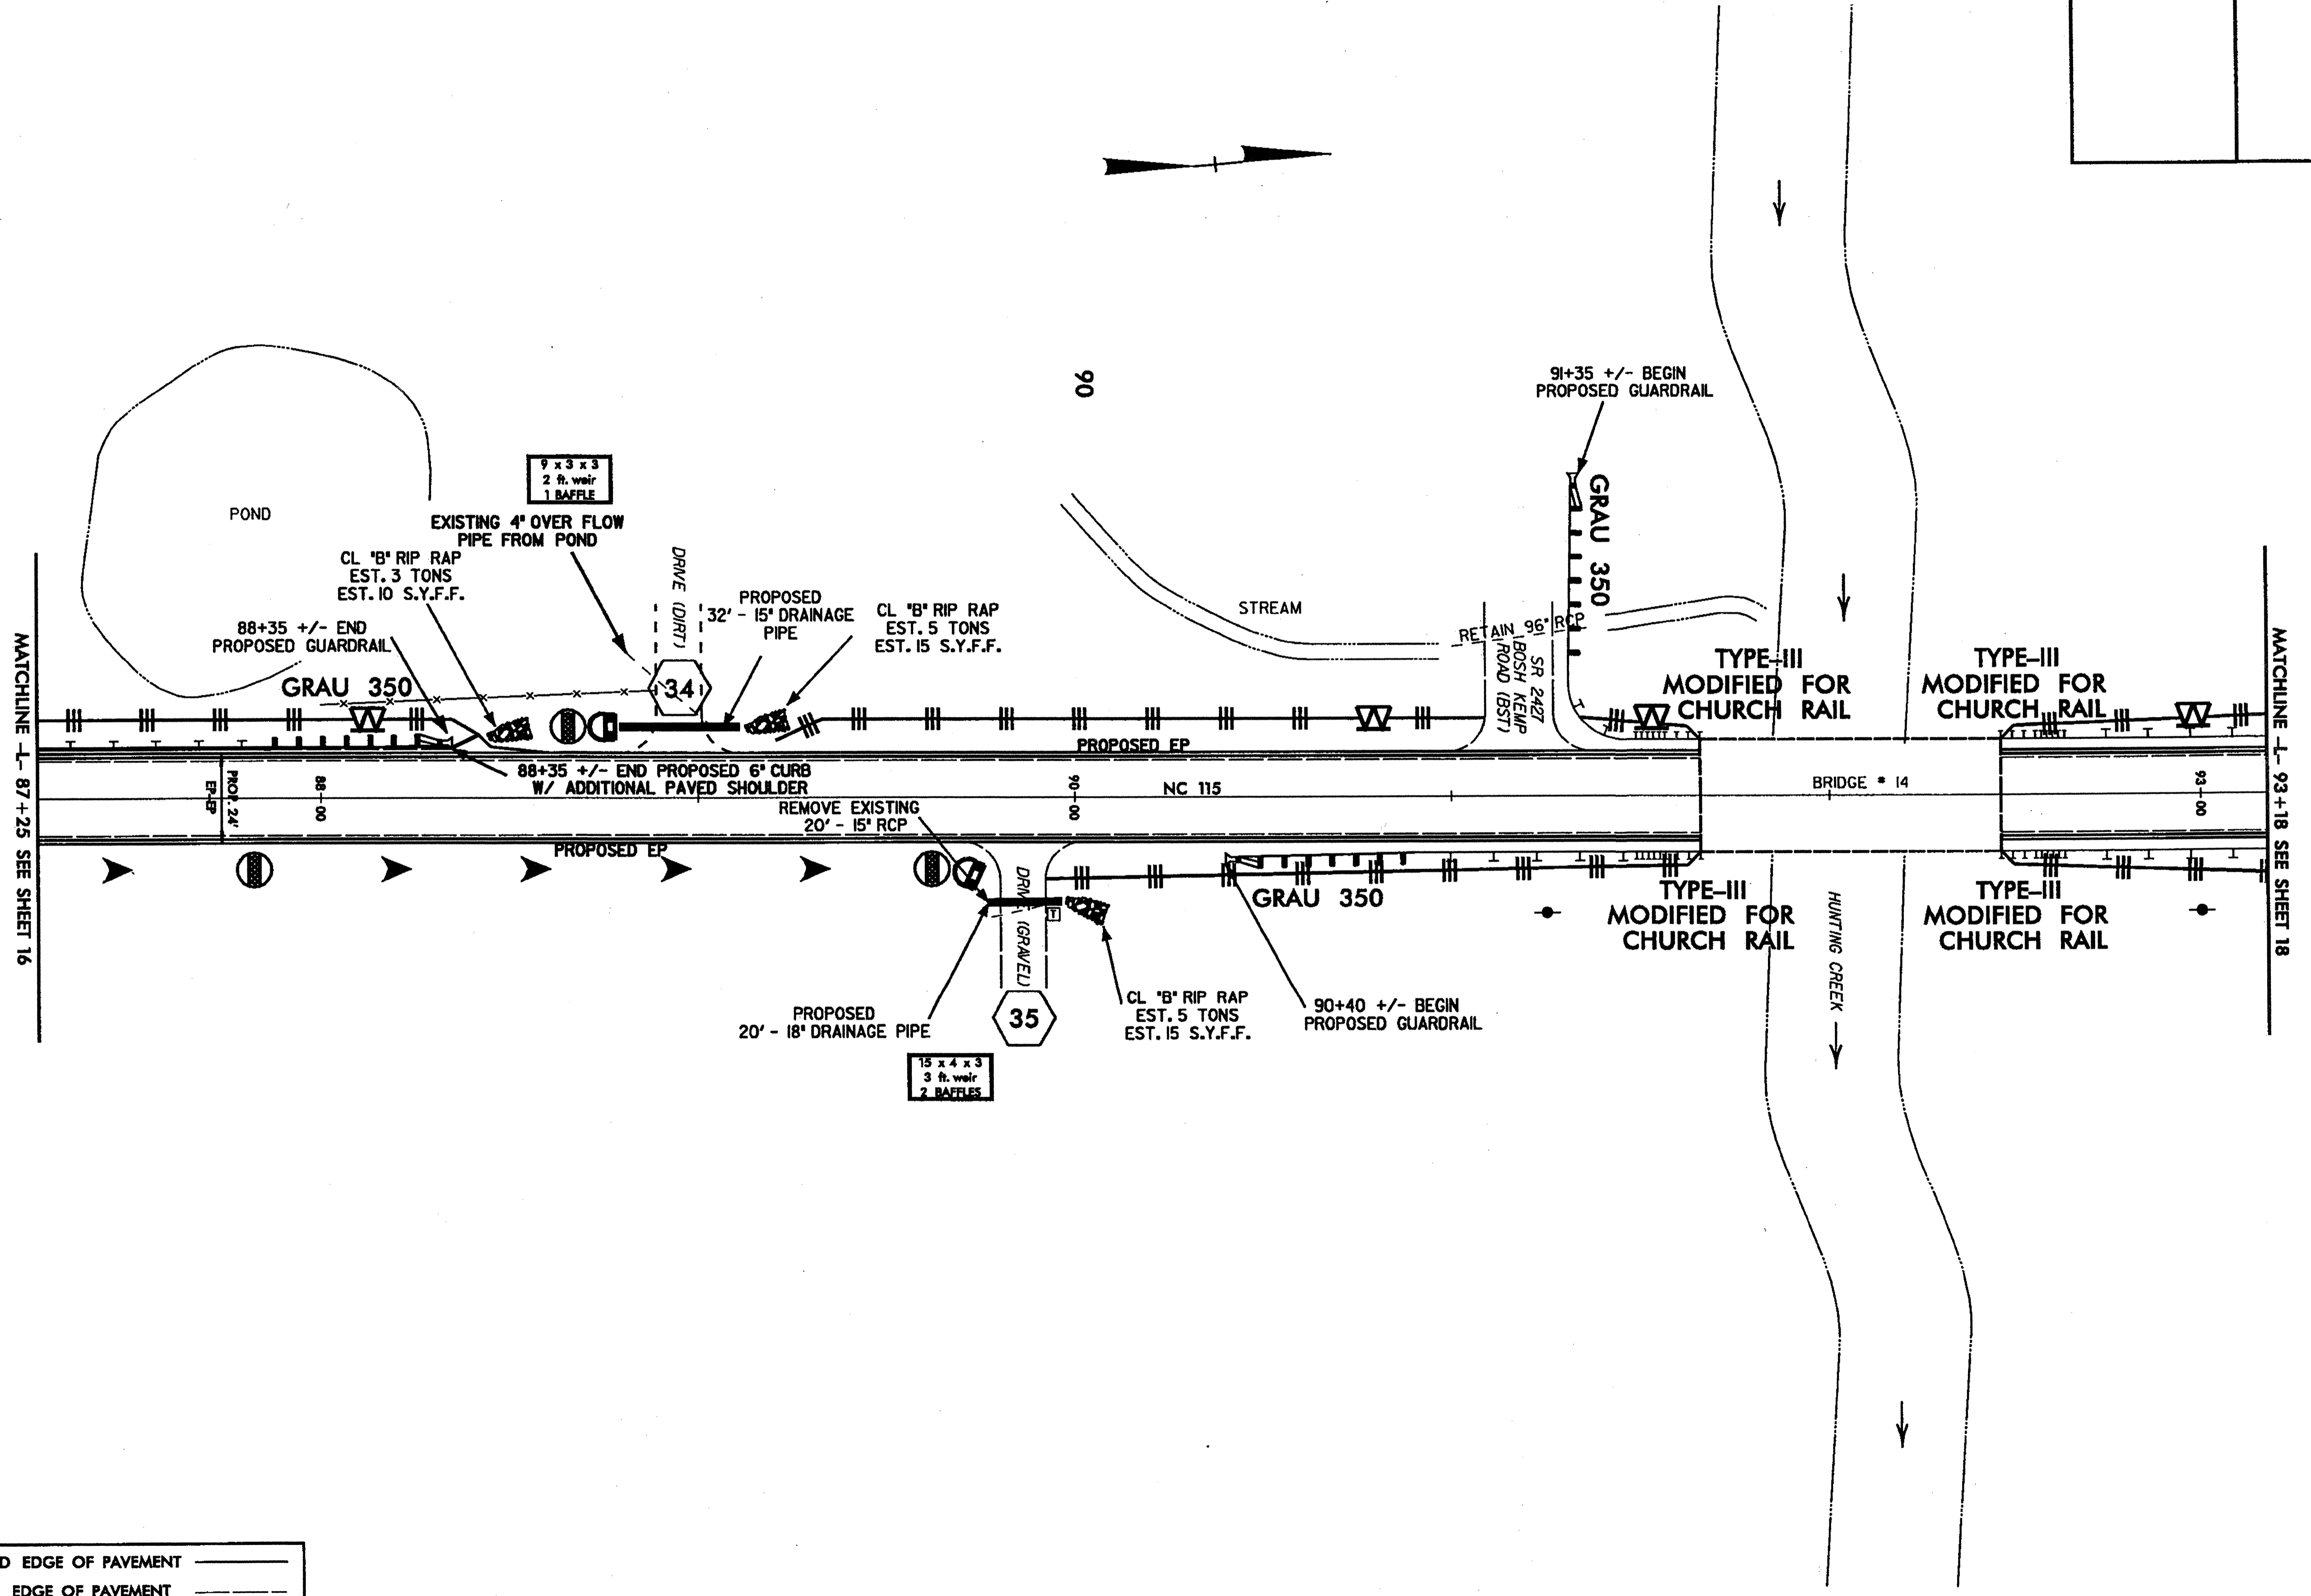 90
91+35 +/- BEGIN
PROPOSED GUARDRAIL
9 x 3 x 3
2 ft. weir
1 BAFFLE
POND
EXISTING 4" OVER FLOW
PIPE FROM POND
CL "B" RIP RAP
EST. 3 TONS
EST. 10 S.Y.F.F.
DRIVE (DIRT)
PROPOSED
32' - 15" DRAINAGE
PIPE
CL "B" RIP RAP
EST. 5 TONS
EST. 15 S.Y.F.F.
STREAM
RETAIN 96" RCP
GRAU 350
SR 2427
BOSH KEMP
ROAD (BST)
88+35 +/- END
PROPOSED GUARDRAIL
GRAU 350
34
TYPE-III
MODIFIED FOR
CHURCH RAIL
TYPE-III
MODIFIED FOR
CHURCH RAIL
MATCHLINE -L- 87+25 SEE SHEET 16
MATCHLINE -L- 93+18 SEE SHEET 18
PROPOSED EP
88+35 +/- END PROPOSED 6" CURB
W/ ADDITIONAL PAVED SHOULDER
PROP. 24'
EP-EP
88+00
90+00
NC 115
BRIDGE # 14
93+00
REMOVE EXISTING
20' - 15" RCP
PROPOSED EP
DRIVE (GRAVEL)
T
GRAU 350
TYPE-III
MODIFIED FOR
CHURCH RAIL
TYPE-III
MODIFIED FOR
CHURCH RAIL
HUNTING CREEK
PROPOSED
20' - 18" DRAINAGE PIPE
35
CL "B" RIP RAP
EST. 5 TONS
EST. 15 S.Y.F.F.
90+40 +/- BEGIN
PROPOSED GUARDRAIL
15 x 4 x 3
3 ft. weir
2 BAFFLES
D EDGE OF PAVEMENT
EDGE OF PAVEMENT